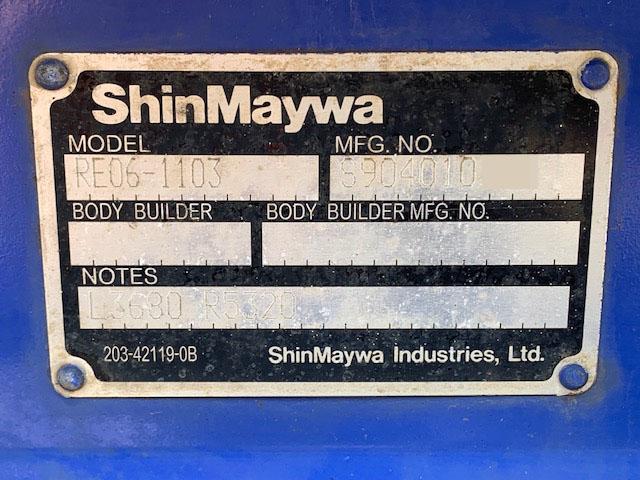 ShinMaywa
MODEL MFG. NO.
RE06-1103 S904010
BODY BUILDER BODY BUILDER MFG. NO.
NOTES
L3680 R5320
203-42119-0B ShinMaywa Industries, Ltd.